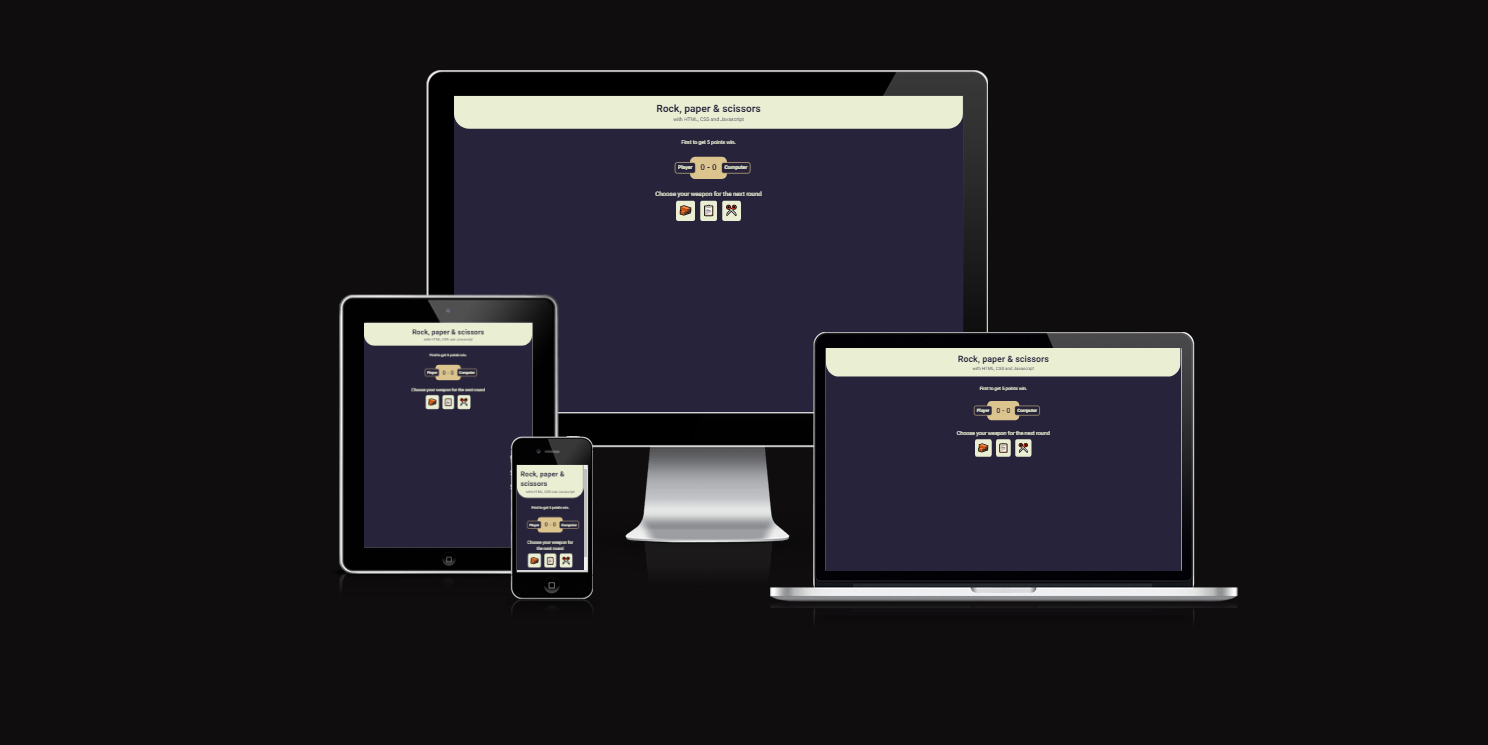 Rock, paper & scissors
with HTML, CSS and Javascript
First to get 5 points win.
Player 0 - 0 Computer
Choose your weapon for the next round
Rock, paper & scissors
with HTML, CSS and Javascript
First to get 5 points win.
Player 0 - 0 Computer
Choose your weapon for the next round
Rock, paper &
scissors
with HTML, CSS and Javascript
First to get 5 points win.
Player 0 - 0 Computer
Choose your weapon for
the next round
Rock, paper & scissors
with HTML, CSS and Javascript
First to get 5 points win.
Player 0 - 0 Computer
Choose your weapon for the next round